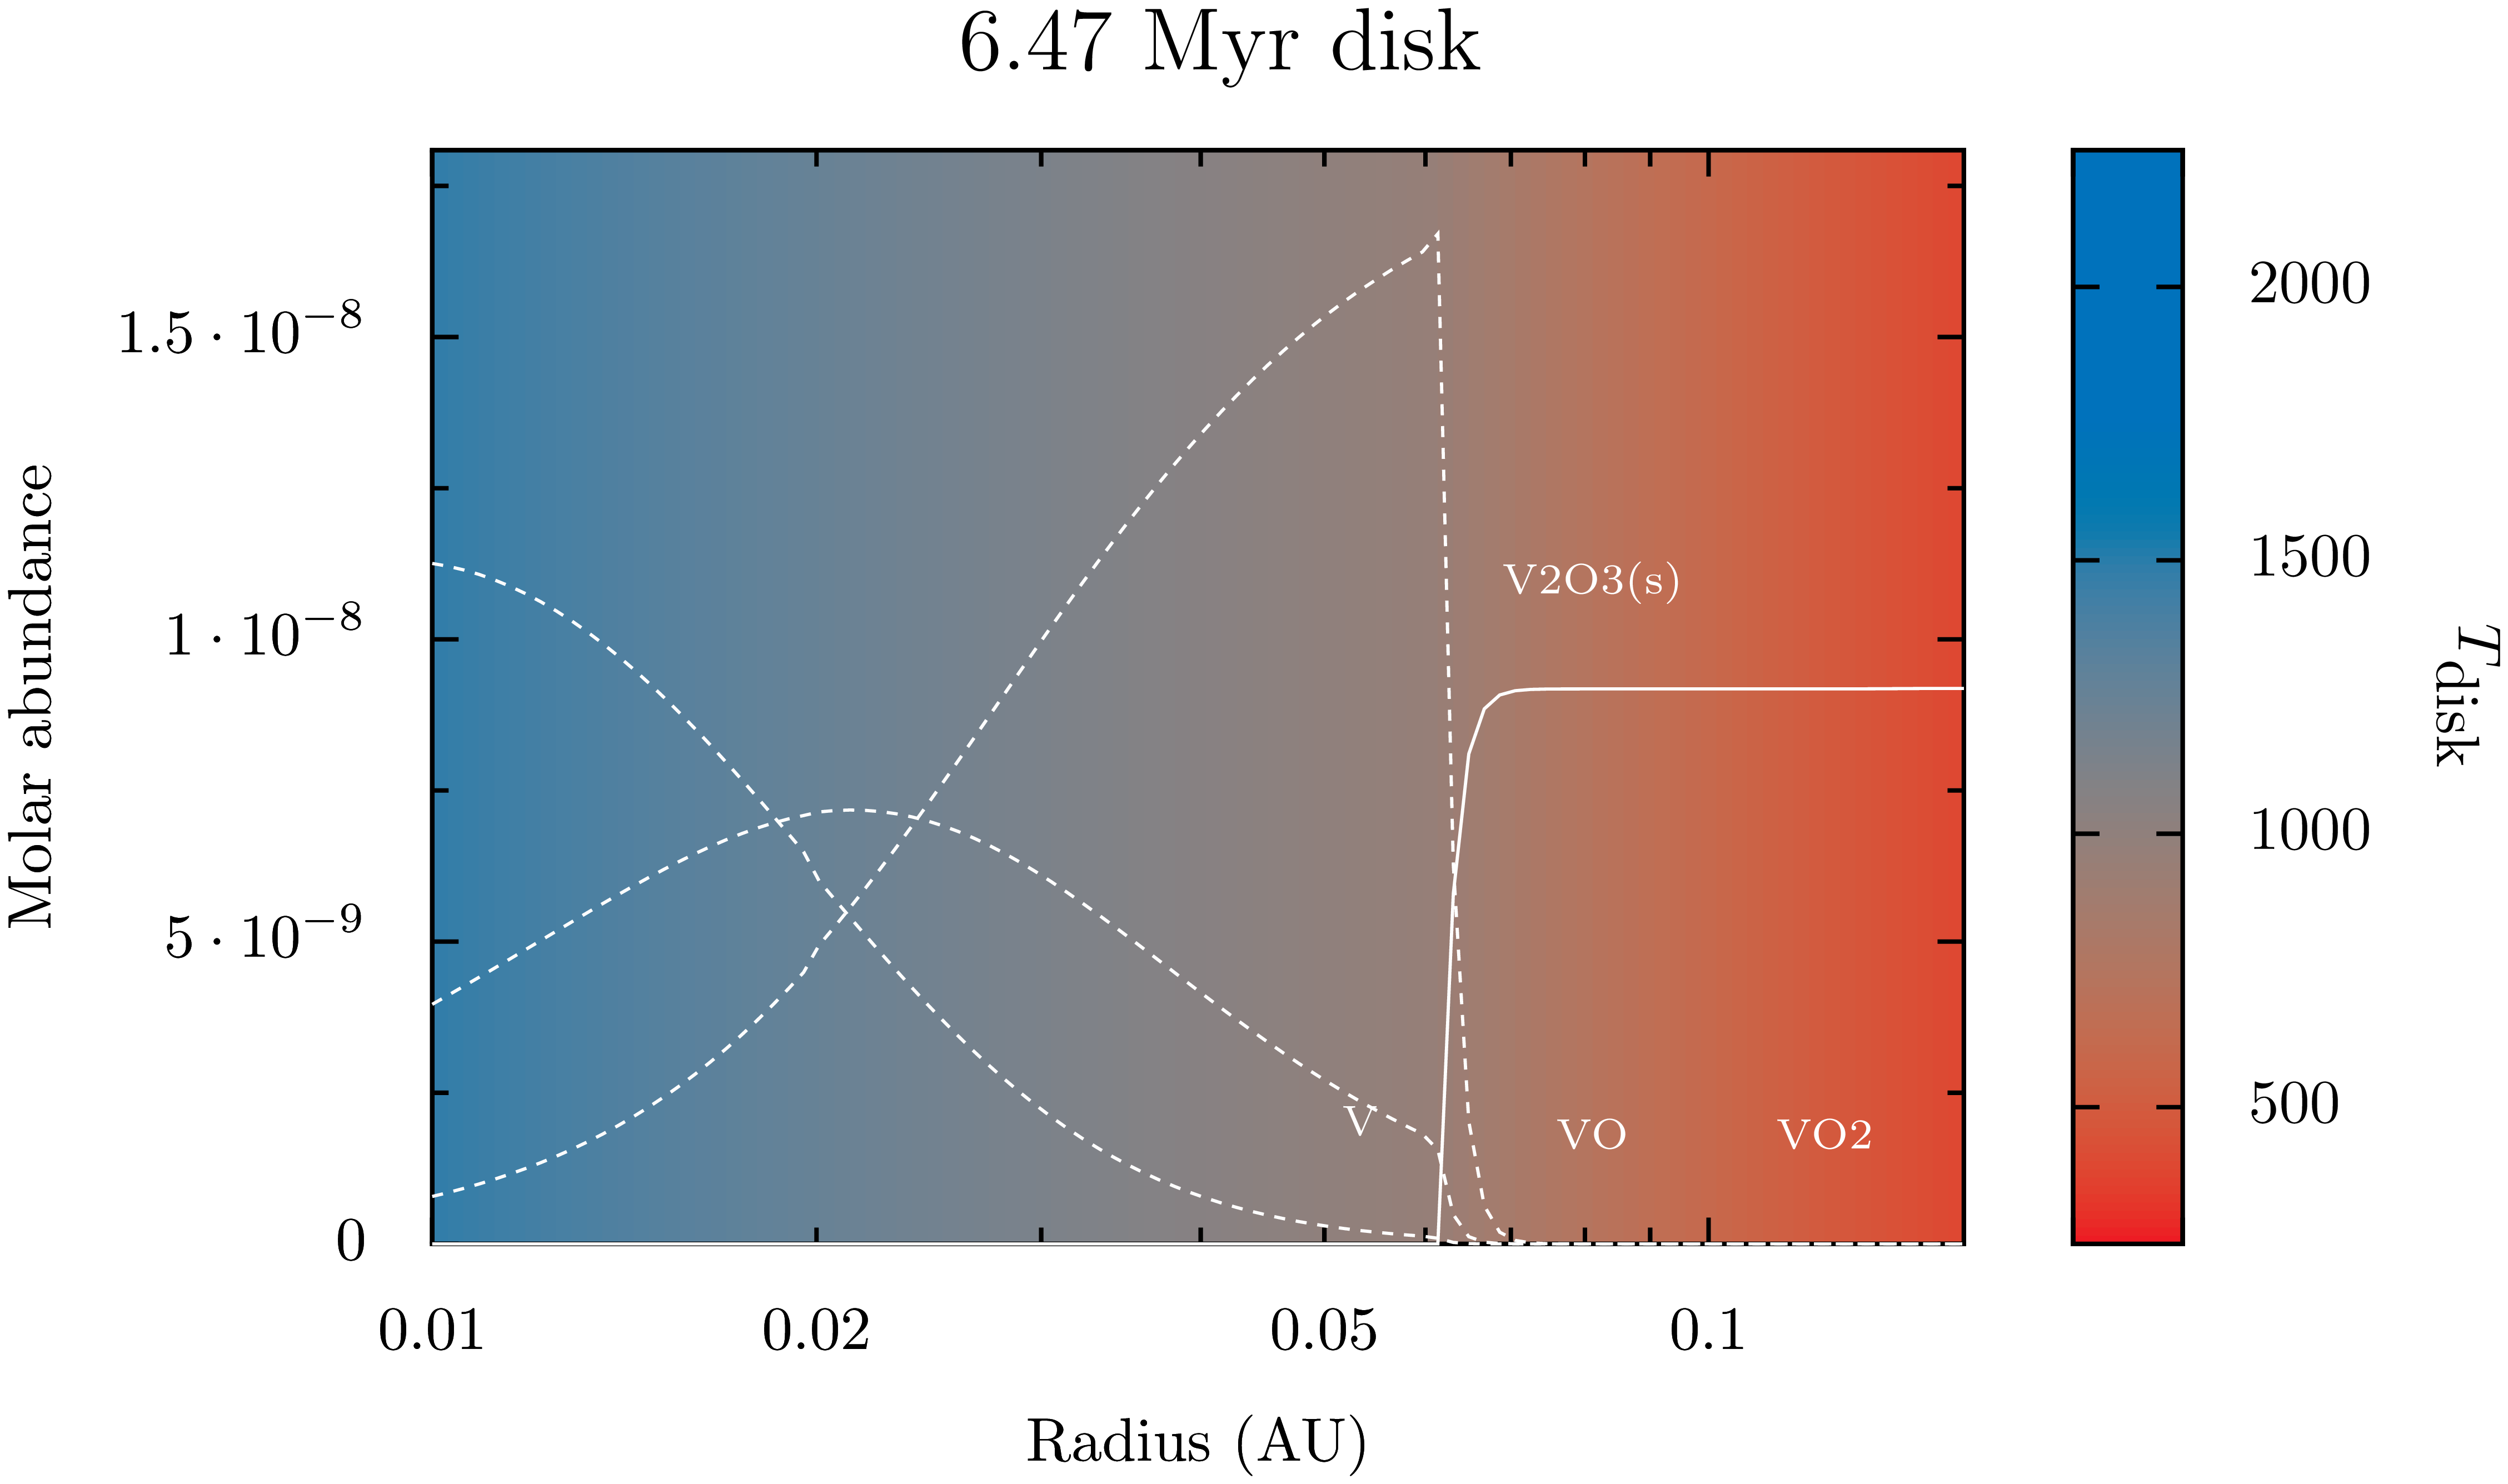 6.47 Myr disk
Molar abundance
1.5 · 10⁻⁸
1 · 10⁻⁸
5 · 10⁻⁹
0
V2O3(s)
V
VO
VO2
0.01
0.02
0.05
0.1
Radius (AU)
2000
1500
1000
500
T_disk